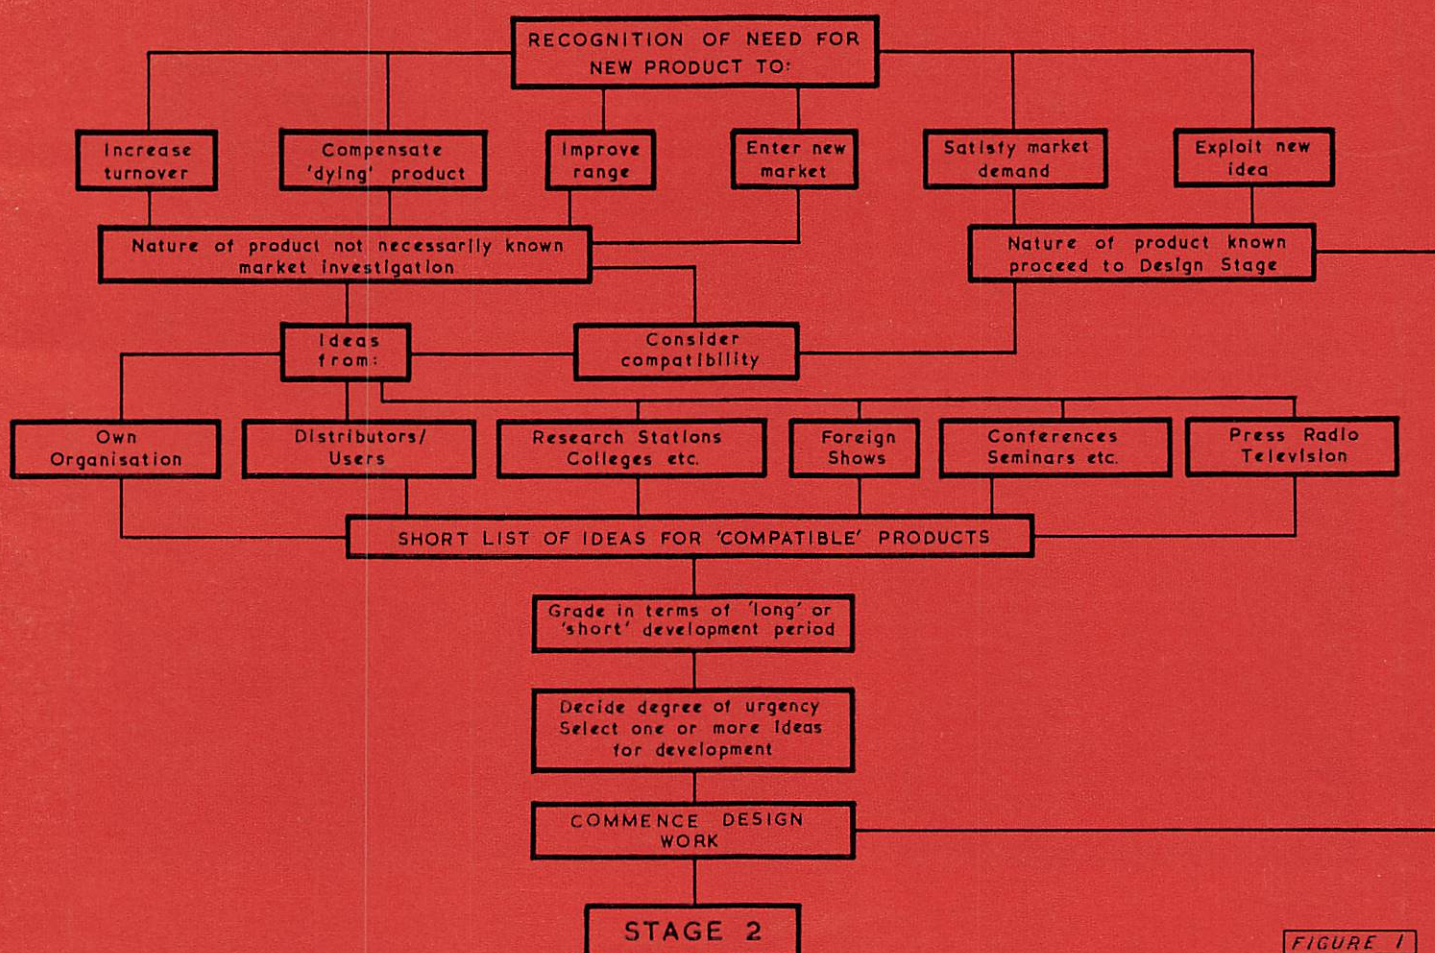 RECOGNITION OF NEED FOR
NEW PRODUCT TO:
Increase
turnover
Compensate
'dying' product
Improve
range
Enter new
market
Satisfy market
demand
Exploit new
idea
Nature of product not necessarily known
market investigation
Nature of product known
proceed to Design Stage
Ideas
from:
Consider
compatibility
Own
Organisation
Distributors/
Users
Research Stations
Colleges etc.
Foreign
Shows
Conferences
Seminars etc.
Press Radio
Television
SHORT LIST OF IDEAS FOR 'COMPATIBLE' PRODUCTS
Grade in terms of 'long' or
'short' development period
Decide degree of urgency
Select one or more ideas
for development
COMMENCE DESIGN
WORK
STAGE 2
FIGURE 1